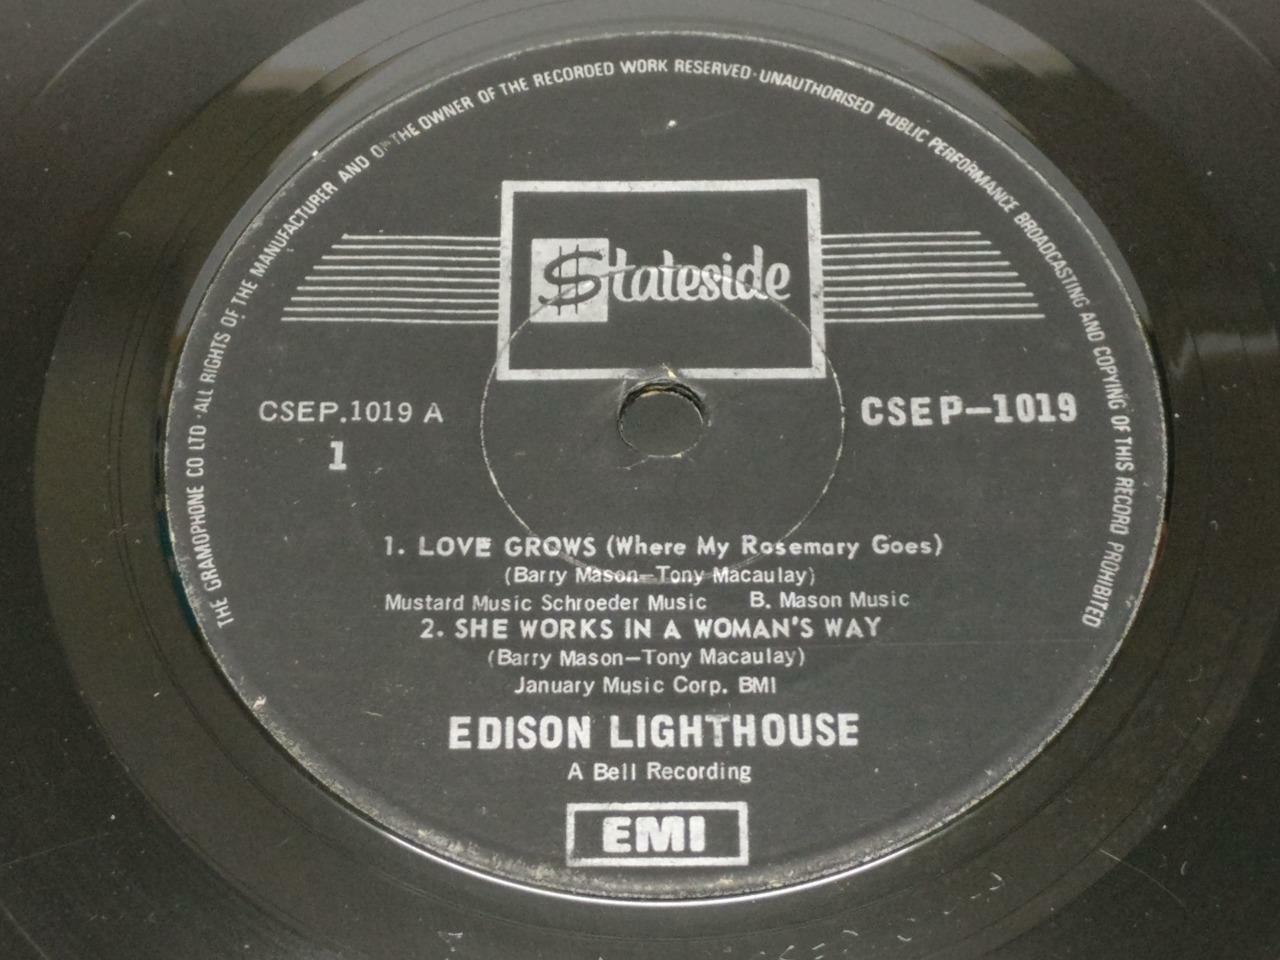 THE GRAMOPHONE CO LTD · ALL RIGHTS OF THE MANUFACTURER AND OF THE OWNER OF THE RECORDED WORK RESERVED · UNAUTHORISED PUBLIC PERFORMANCE BROADCASTING AND COPYING OF THIS RECORD PROHIBITED
$tateside
CSEP.1019 A
CSEP–1019
1
1. LOVE GROWS (Where My Rosemary Goes)
(Barry Mason–Tony Macaulay)
Mustard Music Schroeder Music B. Mason Music
2. SHE WORKS IN A WOMAN'S WAY
(Barry Mason–Tony Macaulay)
January Music Corp. BMI
EDISON LIGHTHOUSE
A Bell Recording
EMI